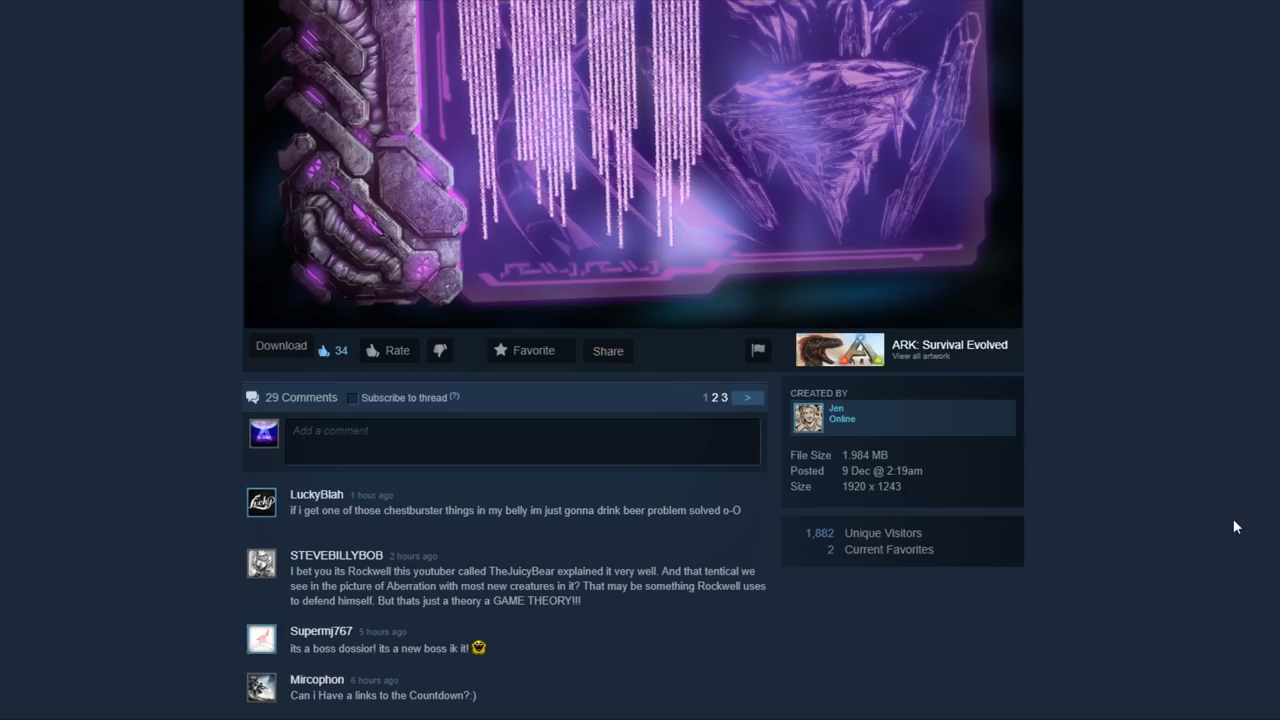 Download
34
Rate
Favorite
Share
ARK: Survival Evolved
View all artwork
29 Comments
Subscribe to thread (?)
1 2 3 >
Add a comment
CREATED BY
Jen
Online
File Size 1.984 MB
Posted 9 Dec @ 2:19am
Size 1920 x 1243
1,882 Unique Visitors
2 Current Favorites
LuckyBlah 1 hour ago
if i get one of those chestburster things in my belly im just gonna drink beer problem solved o-O
STEVEBILLYBOB 2 hours ago
I bet you its Rockwell this youtuber called TheJuicyBear explained it very well. And that tentical we
see in the picture of Aberration with most new creatures in it? That may be something Rockwell uses
to defend himself. But thats just a theory a GAME THEORY!!!
Supermj767 5 hours ago
its a boss dossior! its a new boss ik it!
Mircophon 6 hours ago
Can i Have a links to the Countdown?:)